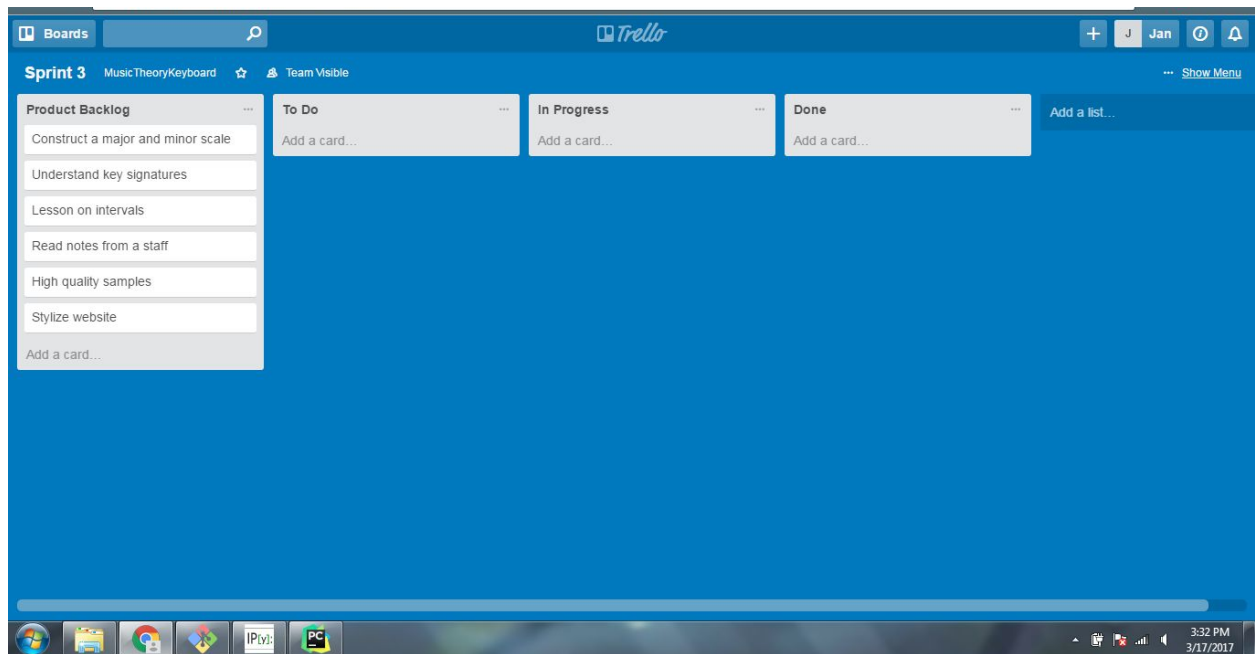 Boards
Trello
J Jan
Sprint 3 MusicTheoryKeyboard Team Visible ... Show Menu
Product Backlog ...
Construct a major and minor scale
Understand key signatures
Lesson on intervals
Read notes from a staff
High quality samples
Stylize website
Add a card...
To Do ...
Add a card...
In Progress ...
Add a card...
Done ...
Add a card...
Add a list...
IP[y]:
PC
3:32 PM
3/17/2017